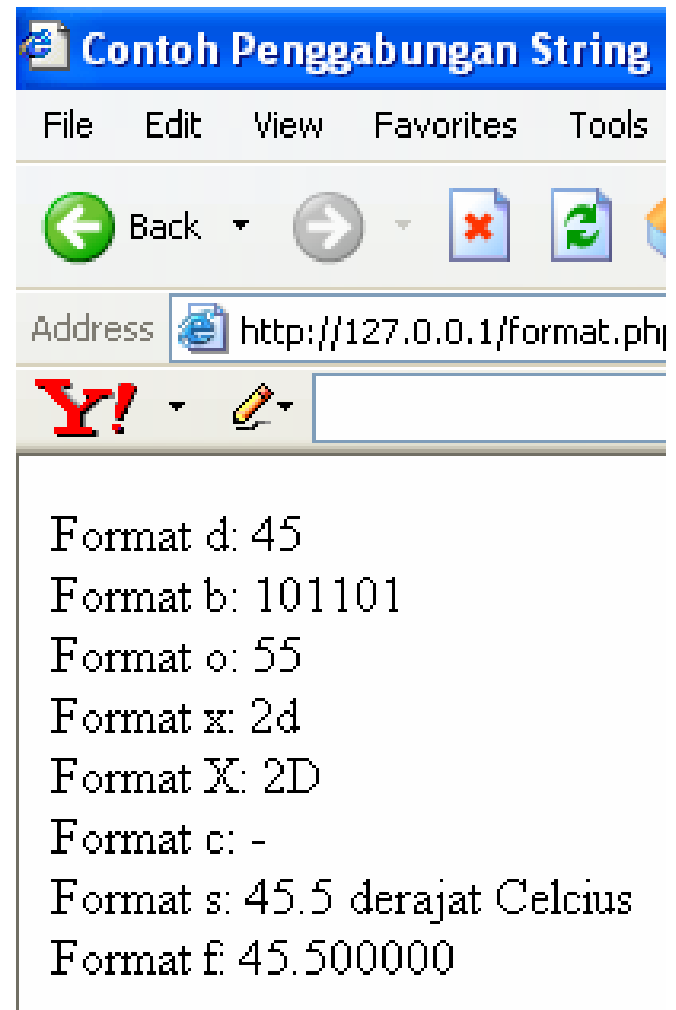 Contoh Penggabungan String
File Edit View Favorites Tools
Back
Address http://127.0.0.1/format.php
Y!
Format d: 45
Format b: 101101
Format o: 55
Format x: 2d
Format X: 2D
Format c: -
Format s: 45.5 derajat Celcius
Format f: 45.500000